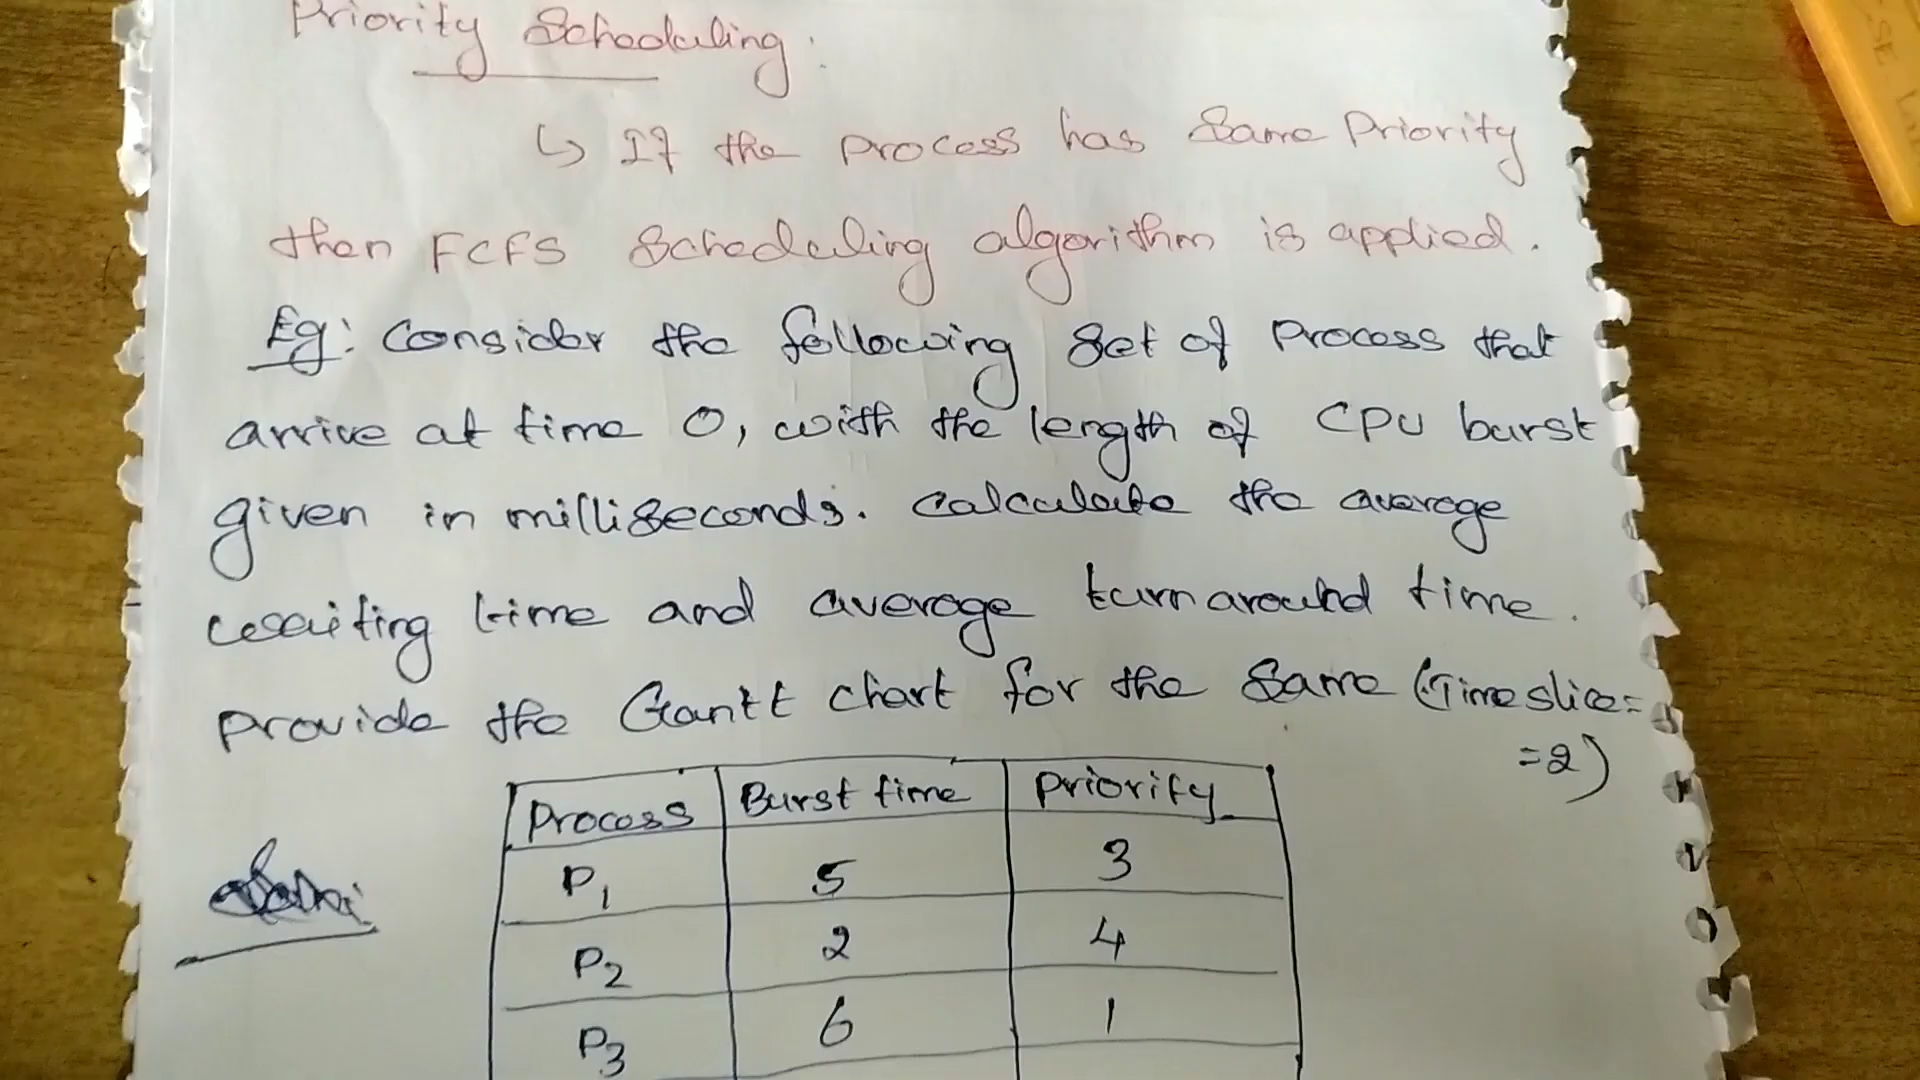 Priority Scheduling:
↳ If the process has same Priority
then FCFS Scheduling algorithm is applied.
Eg: Consider the following set of Process that
arrive at time 0, with the length of CPU burst
given in milliseconds. Calculate the average
waiting time and average turnaround time.
Provide the Gantt chart for the same (Timeslice=
=2)
Process Burst time Priority
P1 5 3
P2 2 4
P3 6 1